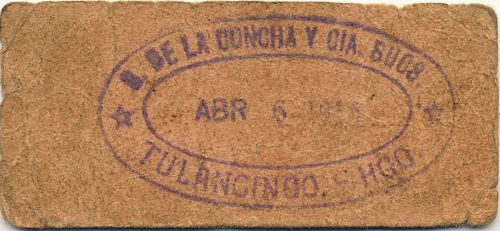 DE LA CONCHA Y CIA. SUCS.
ABR 6
TULANCINGO. - HGO.